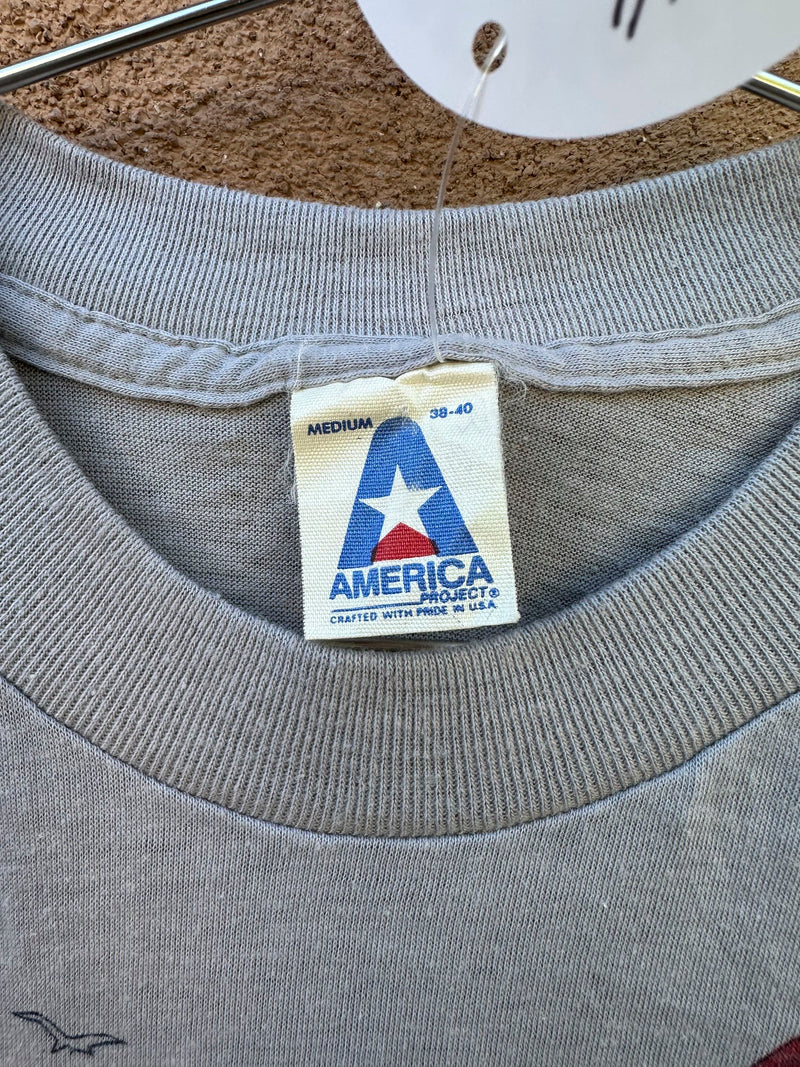 MEDIUM 38-40
AMERICA
PROJECT®
CRAFTED WITH PRIDE IN U.S.A.